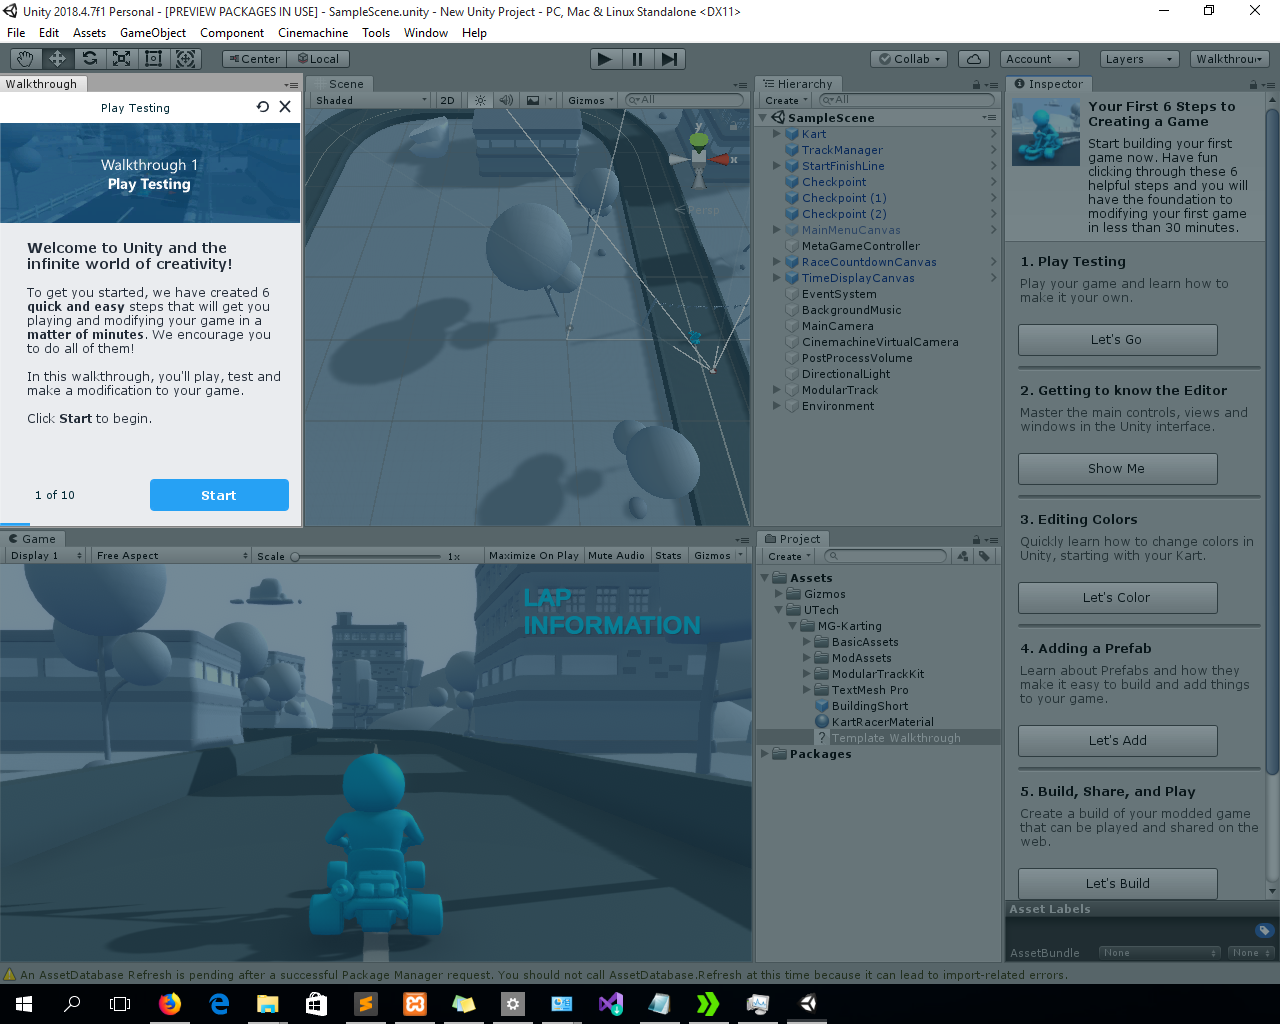 Unity 2018.4.7f1 Personal - [PREVIEW PACKAGES IN USE] - SampleScene.unity - New Unity Project - PC, Mac & Linux Standalone <DX11>
File Edit Assets GameObject Component Cinemachine Tools Window Help
Center Local Collab Account Layers Walkthrou
Walkthrough
Play Testing
Walkthrough 1
Play Testing
Welcome to Unity and the
infinite world of creativity!
To get you started, we have created 6
quick and easy steps that will get you
playing and modifying your game in a
matter of minutes. We encourage you
to do all of them!
In this walkthrough, you'll play, test and
make a modification to your game.
Click Start to begin.
1 of 10
Start
Scene
Shaded 2D Gizmos All
y
x
Persp
Hierarchy
Create All
SampleScene
Kart
TrackManager
StartFinishLine
Checkpoint
Checkpoint (1)
Checkpoint (2)
MainMenuCanvas
MetaGameController
RaceCountdownCanvas
TimeDisplayCanvas
EventSystem
BackgroundMusic
MainCamera
CinemachineVirtualCamera
PostProcessVolume
DirectionalLight
ModularTrack
Environment
Inspector
Your First 6 Steps to
Creating a Game
Start building your first
game now. Have fun
clicking through these 6
helpful steps and you will
have the foundation to
modifying your first game
in less than 30 minutes.
1. Play Testing
Play your game and learn how to
make it your own.
Let's Go
2. Getting to know the Editor
Master the main controls, views and
windows in the Unity interface.
Show Me
3. Editing Colors
Quickly learn how to change colors in
Unity, starting with your Kart.
Let's Color
4. Adding a Prefab
Learn about Prefabs and how they
make it easy to build and add things
to your game.
Let's Add
5. Build, Share, and Play
Create a build of your modded game
that can be played and shared on the
web.
Let's Build
Asset Labels
AssetBundle None None
Game
Display 1 Free Aspect Scale 1x Maximize On Play Mute Audio Stats Gizmos
LAP
INFORMATION
Project
Create
Assets
Gizmos
UTech
MG-Karting
BasicAssets
ModAssets
ModularTrackKit
TextMesh Pro
BuildingShort
KartRacerMaterial
Template Walkthrough
Packages
An AssetDatabase Refresh is pending after a successful Package Manager request. You should not call AssetDatabase.Refresh at this time because it can lead to import-related errors.